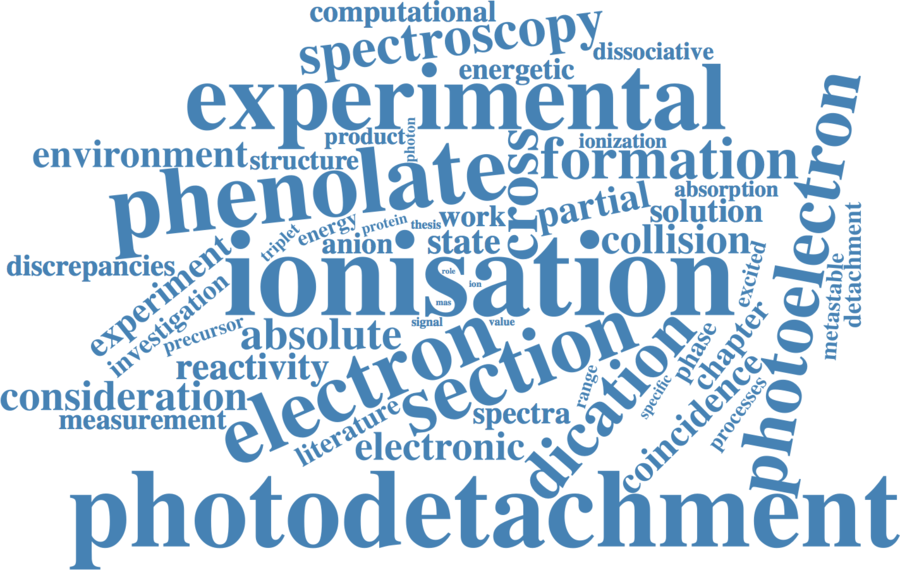 computational
spectroscopy
dissociative
energetic
experimental
photon
product
ionization
environment
structure
cross
formation
photoelectron
phenolate
absorption
partial
solution
triplet
energy
protein
thesis
work
anion
state
collision
detachment
discrepancies
experiment
ionisation
role
ion
mas
signal
value
excited
metastable
investigation
precursor
absolute
electron
section
dication
phase
chapter
reactivity
range
specific
coincidence
processes
consideration
measurement
literature
spectra
electronic
photodetachment